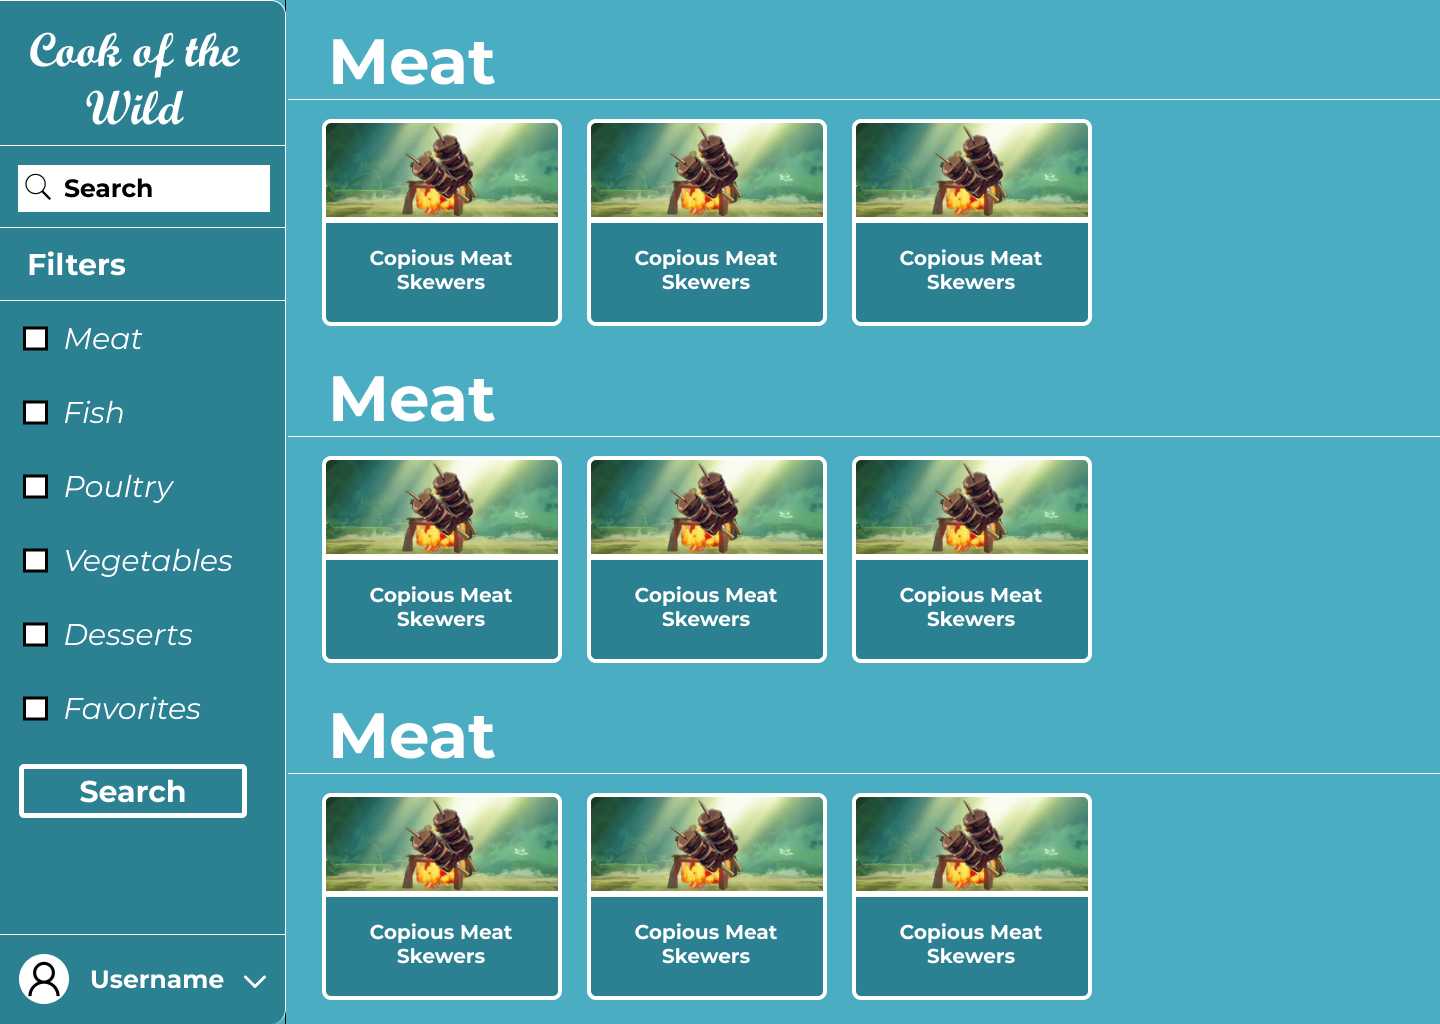 Cook of the
Wild
Search
Filters
Meat
Fish
Poultry
Vegetables
Desserts
Favorites
Search
Username
Meat
Copious Meat
Skewers
Copious Meat
Skewers
Copious Meat
Skewers
Meat
Copious Meat
Skewers
Copious Meat
Skewers
Copious Meat
Skewers
Meat
Copious Meat
Skewers
Copious Meat
Skewers
Copious Meat
Skewers